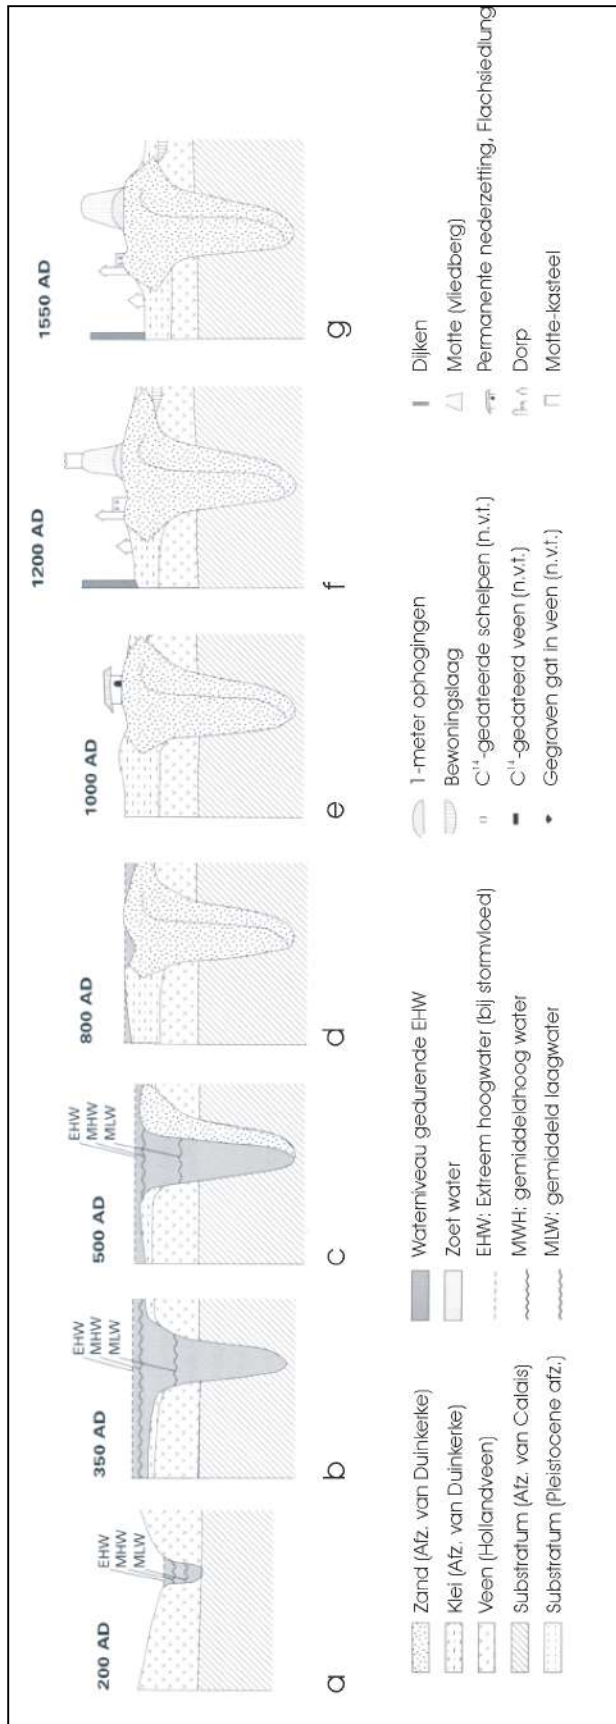 200 AD
EHW
MHW
MLW
a
350 AD
EHW
MHW
MLW
b
500 AD
EHW
MHW
MLW
c
800 AD
d
1000 AD
e
1200 AD
f
1550 AD
g
Zand (Afz. van Duinkerke)
Klei (Afz. van Duinkerke)
Veen (Hollandveen)
Substratum (Afz. van Calais)
Substratum (Pleistocene afz.)
Waterniveau gedurende EHW
Zoet water
EHW: Extreem hoogwater (bij stormvloed)
MWH: gemiddeldhoog water
MLW: gemiddeld laagwater
1-meter ophogingen
Bewoningslaag
C¹⁴-gedateerde schelpen (n.v.t.)
C¹⁴-gedateerd veen (n.v.t.)
Gegraven gat in veen (n.v.t.)
Dijken
Motte (vliedberg)
Permanente nederzetting, Flachsiedlung
Dorp
Motte-kasteel